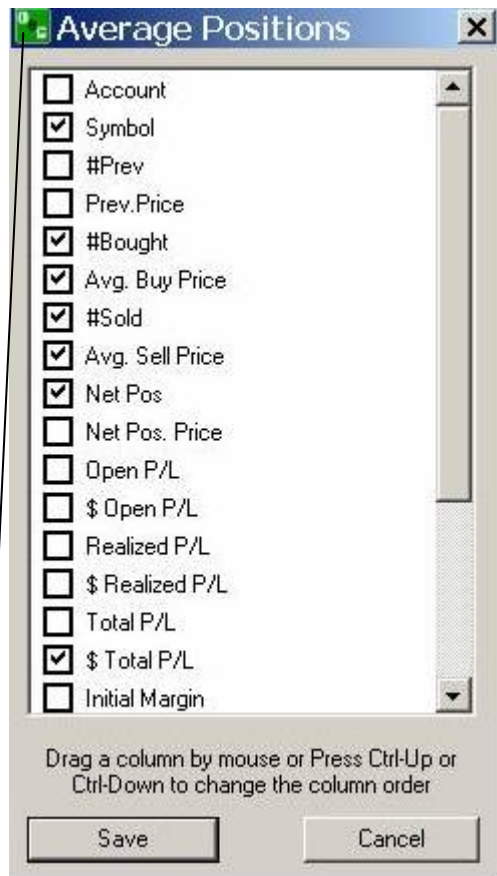 Average Positions
Account
Symbol
#Prev
Prev.Price
#Bought
Avg. Buy Price
#Sold
Avg. Sell Price
Net Pos
Net Pos. Price
Open P/L
$ Open P/L
Realized P/L
$ Realized P/L
Total P/L
$ Total P/L
Initial Margin
Drag a column by mouse or Press Ctrl-Up or
Ctrl-Down to change the column order
Save Cancel